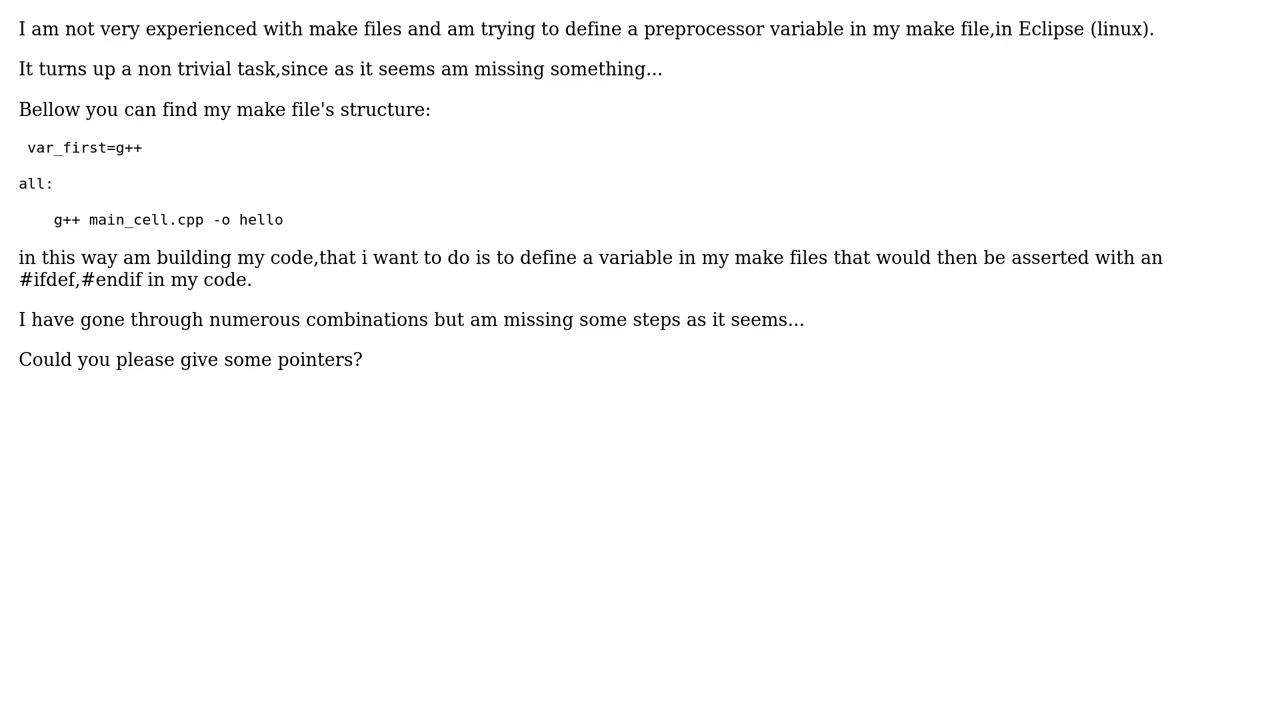 I am not very experienced with make files and am trying to define a preprocessor variable in my make file,in Eclipse (linux).
It turns up a non trivial task,since as it seems am missing something...
Bellow you can find my make file's structure:
var_first=g++
all:
g++ main_cell.cpp -o hello
in this way am building my code,that i want to do is to define a variable in my make files that would then be asserted with an
#ifdef,#endif in my code.
I have gone through numerous combinations but am missing some steps as it seems...
Could you please give some pointers?